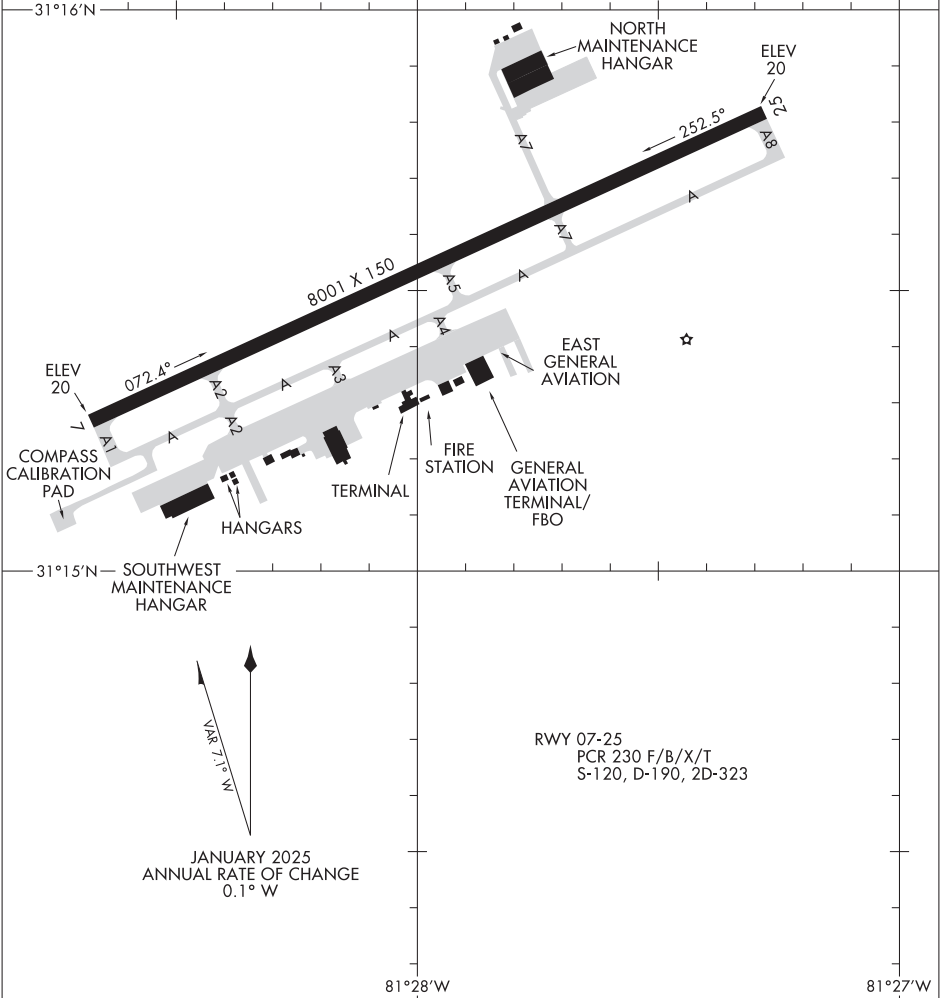 31°16'N
NORTH
MAINTENANCE
HANGAR
ELEV
20
25
252.5°
A8
A7
A
A7
A
8001 X 150
A5
A4
A
A3
A
EAST
GENERAL
AVIATION
072.4°
ELEV
20
A2
A2
7
A1
A
COMPASS
CALIBRATION
PAD
TERMINAL
FIRE
STATION
GENERAL
AVIATION
TERMINAL/
FBO
HANGARS
31°15'N
SOUTHWEST
MAINTENANCE
HANGAR
VAR 7.1° W
JANUARY 2025
ANNUAL RATE OF CHANGE
0.1° W
RWY 07-25
PCR 230 F/B/X/T
S-120, D-190, 2D-323
81°28'W
81°27'W